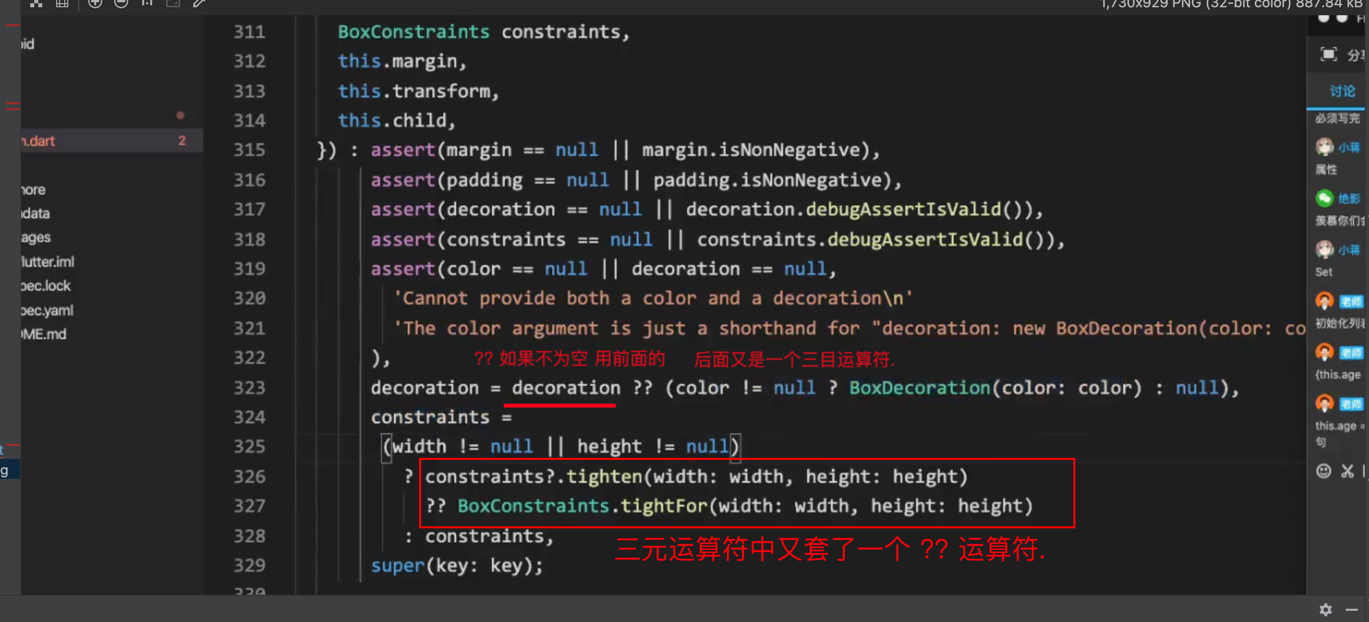 1,730x929 PNG (32-bit color) 887.84 kB
311 BoxConstraints constraints,
312 this.margin,
313 this.transform,
314 this.child,
315 }) : assert(margin == null || margin.isNonNegative),
316 assert(padding == null || padding.isNonNegative),
317 assert(decoration == null || decoration.debugAssertIsValid()),
318 assert(constraints == null || constraints.debugAssertIsValid()),
319 assert(color == null || decoration == null,
320 'Cannot provide both a color and a decoration\n'
321 'The color argument is just a shorthand for "decoration: new BoxDecoration(color: co
322 ),
?? 如果不为空 用前面的 后面又是一个三目运算符.
323 decoration = decoration ?? (color != null ? BoxDecoration(color: color) : null),
324 constraints =
325 (width != null || height != null)
326 ? constraints?.tighten(width: width, height: height)
327 ?? BoxConstraints.tightFor(width: width, height: height)
328 : constraints,
三元运算符中又套了一个 ?? 运算符.
329 super(key: key);
330
oid
n.dart 2
nore
adata
ages
lutter.iml
pec.lock
pec.yaml
ME.md
g
讨论
必须写完
小蒋
属性
绝影
羡慕你们会
小蒋
Set
老师
初始化列表
老师
{this.age
老师
this.age =
句